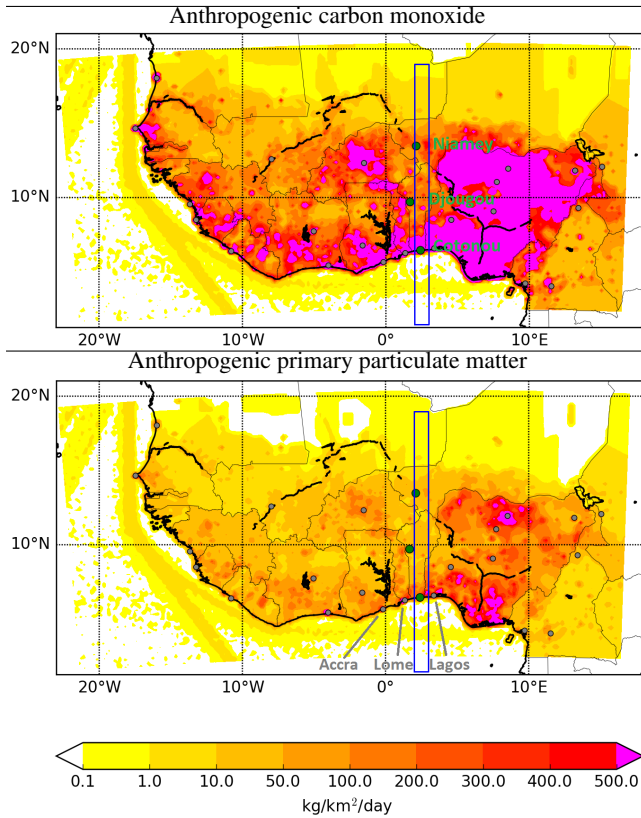 Anthropogenic carbon monoxide
20°N
10°N
Niamey
Djougou
Cotonou
20°W 10°W 0° 10°E
Anthropogenic primary particulate matter
20°N
10°N
Accra Lome Lagos
20°W 10°W 0° 10°E
0.1 1.0 10.0 50.0 100.0 200.0 300.0 400.0 500.0
kg/km²/day